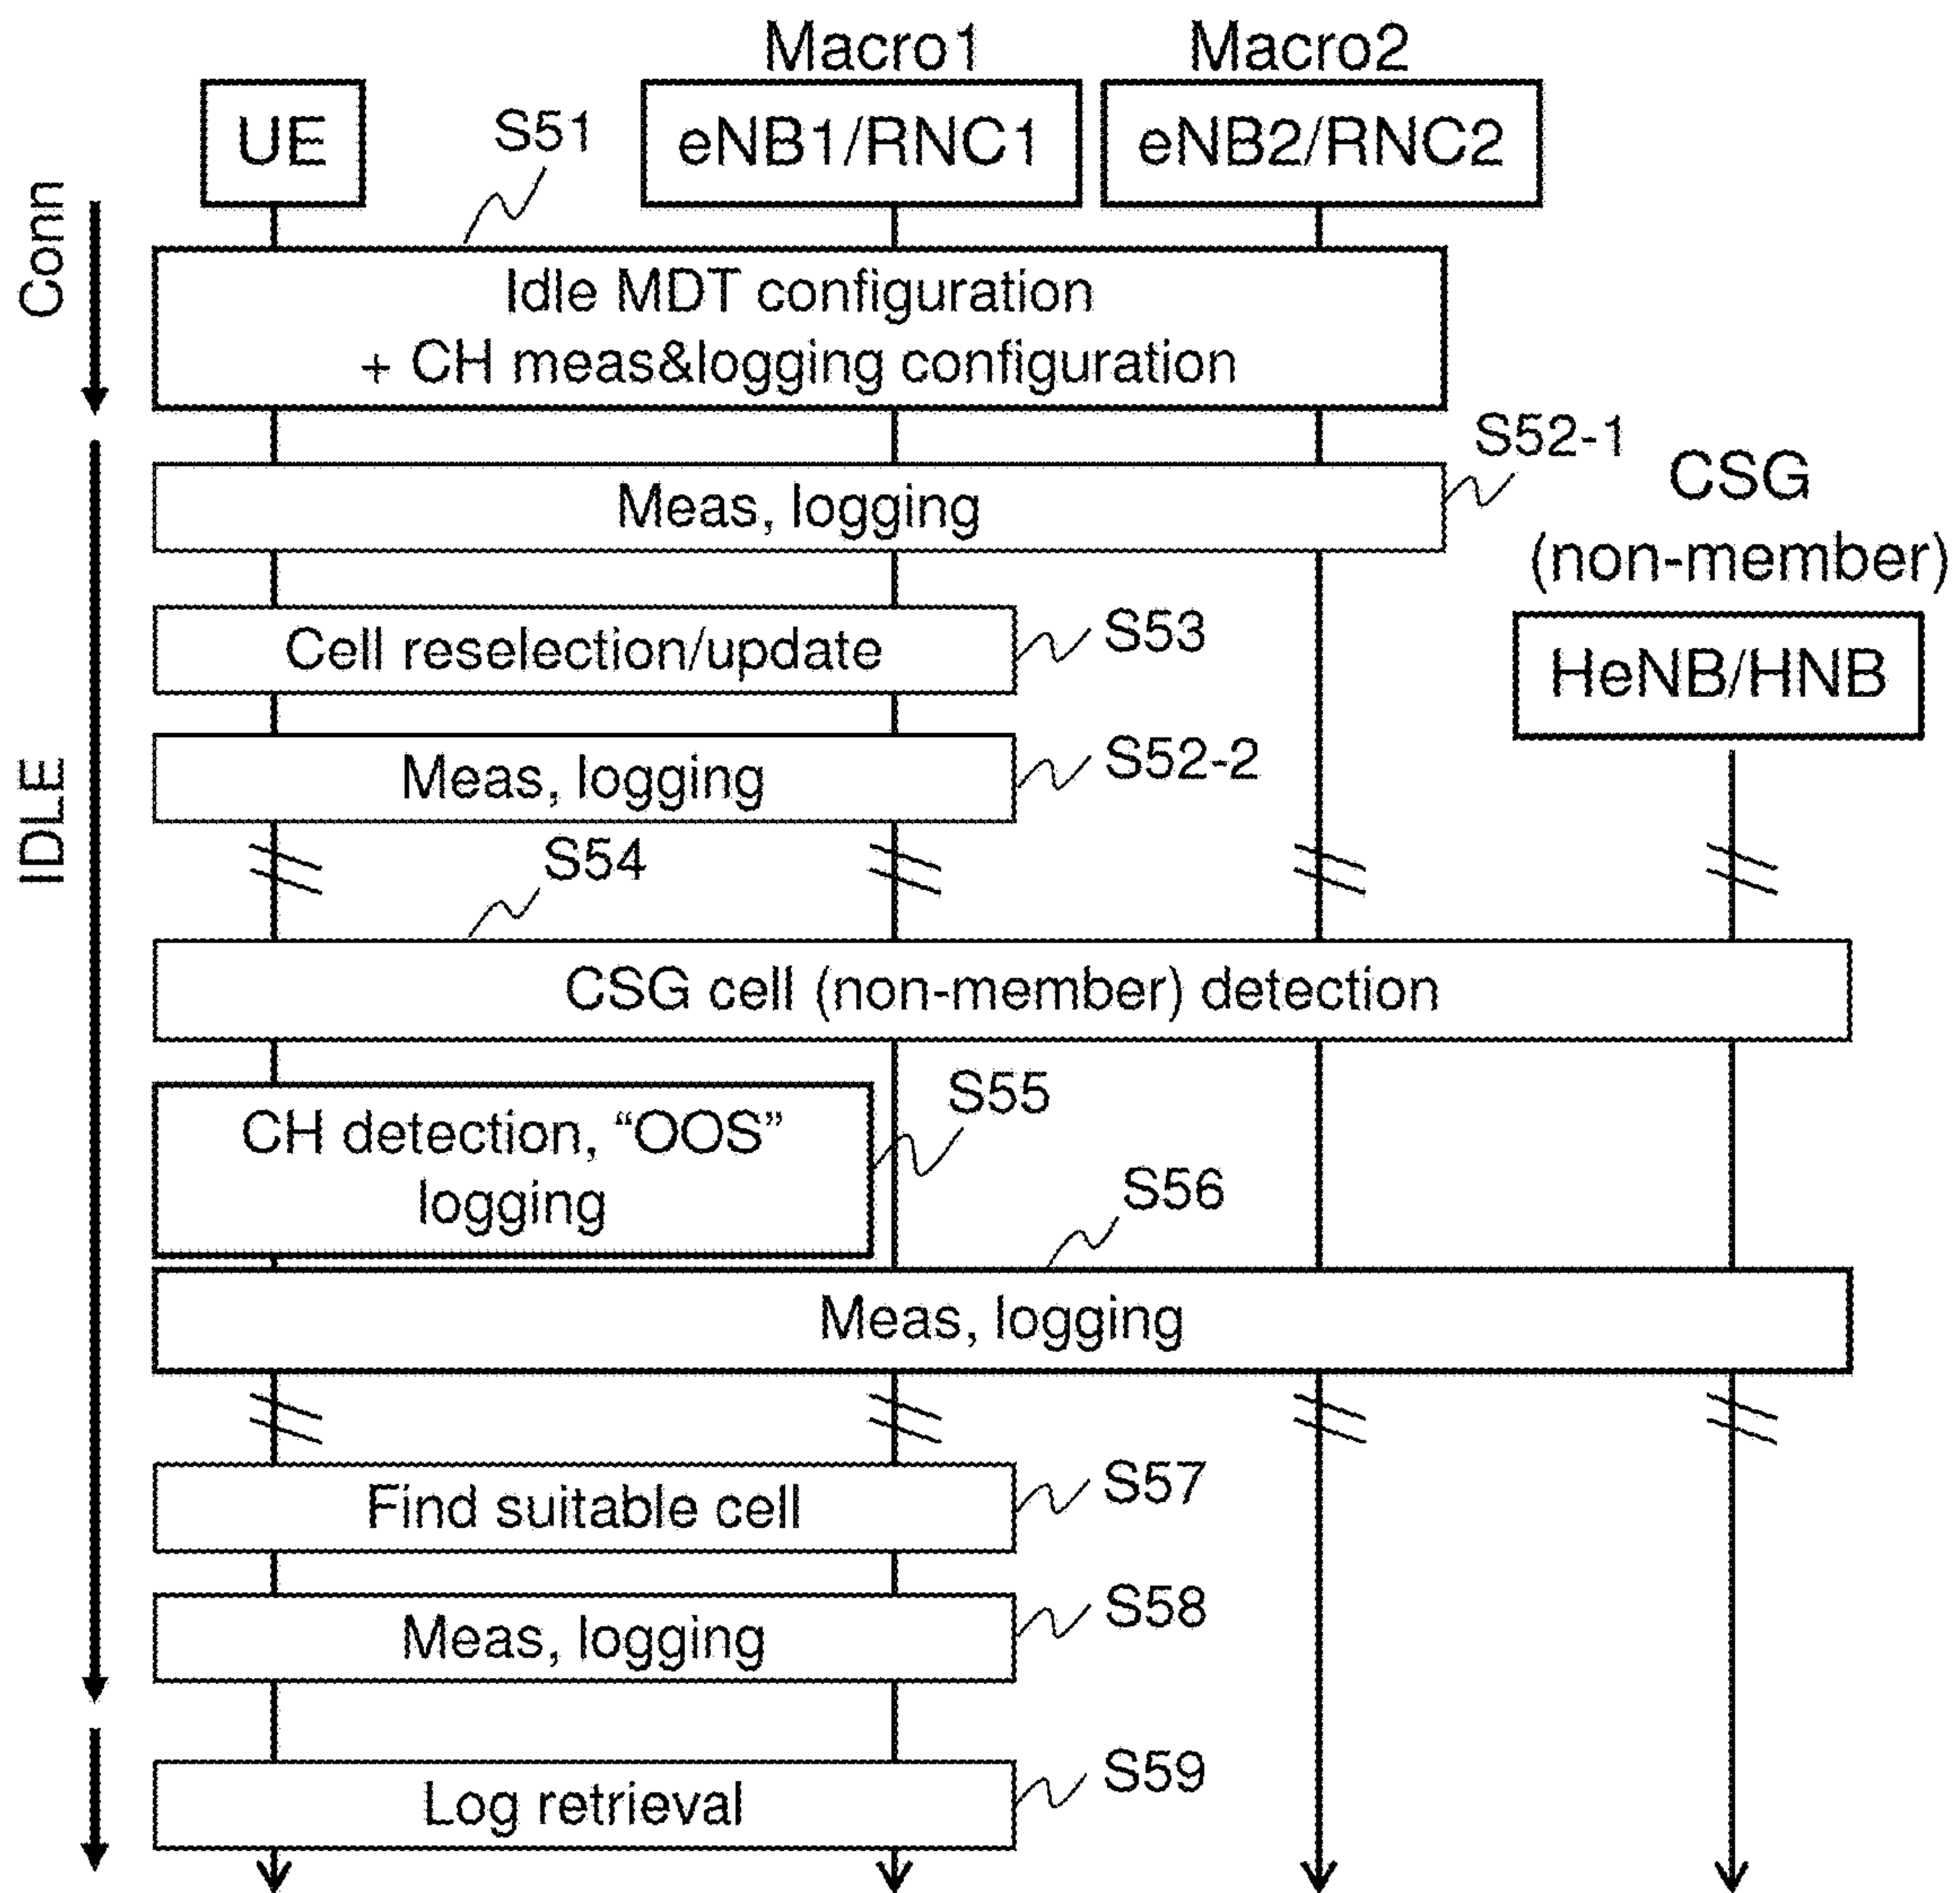 Macro1
Macro2
UE
S51
eNB1/RNC1
eNB2/RNC2
Conn
Idle MDT configuration
+ CH meas&logging configuration
S52-1
CSG
(non-member)
Meas, logging
Cell reselection/update
S53
HeNB/HNB
Meas, logging
S52-2
IDLE
S54
CSG cell (non-member) detection
CH detection, “OOS”
logging
S55
S56
Meas, logging
Find suitable cell
S57
Meas, logging
S58
Log retrieval
S59